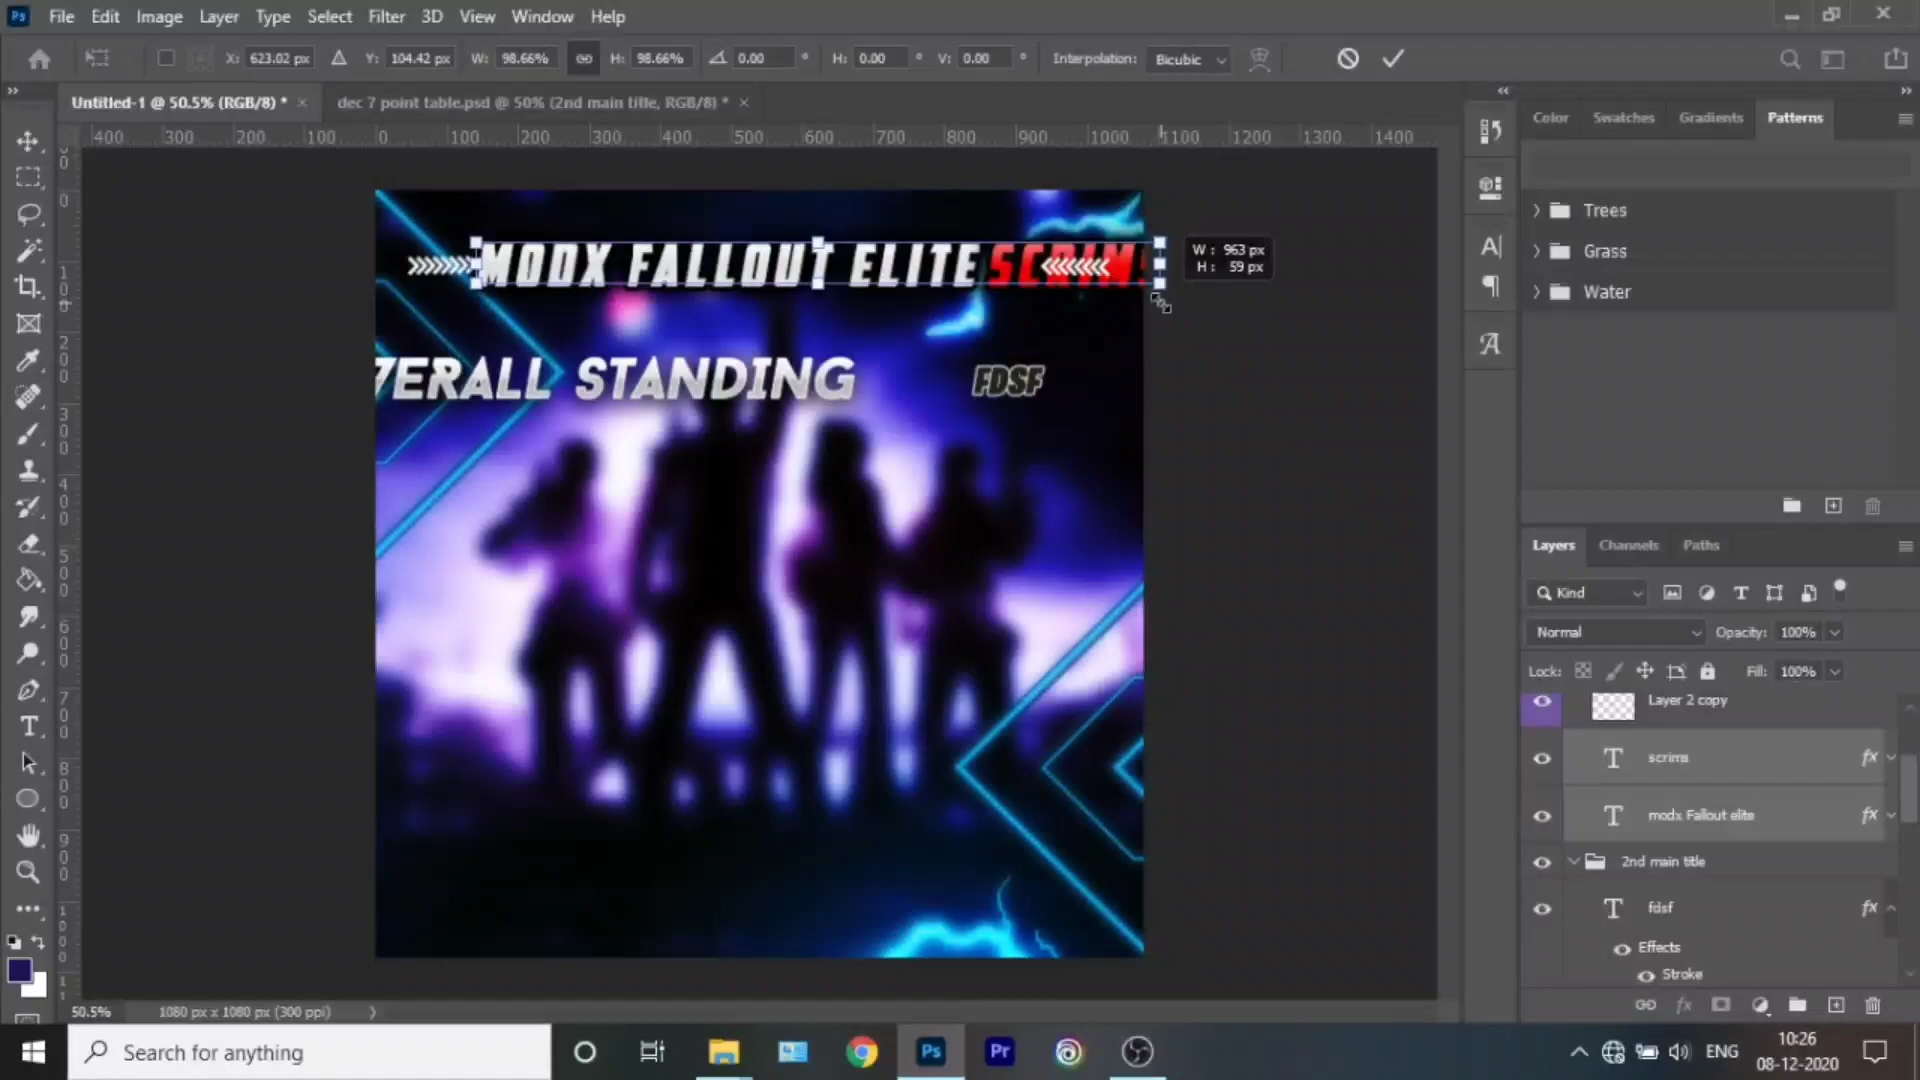 Ps File Edit Image Layer Type Select Filter 3D View Window Help
X: 623.02 px Y: 104.42 px W: 98.66% H: 98.66% 0.00 ° H: 0.00 ° V: 0.00 ° Interpolation: Bicubic
Untitled-1 @ 50.5% (RGB/8) * × dec 7 point table.psd @ 50% (2nd main title, RGB/8) * ×
400 300 200 100 0 100 200 300 400 500 600 700 800 900 1000 1100 1200 1300 1400
MODX FALLOUT ELITE SCRIM
W : 963 px
H : 59 px
VERALL STANDING
FDSF
Color Swatches Gradients Patterns
Trees
Grass
Water
Layers Channels Paths
Kind
Normal Opacity: 100%
Lock: Fill: 100%
Layer 2 copy
scrims fx
modx Fallout elite fx
2nd main title
fdsf fx
Effects
Stroke
50.5% 1080 px x 1080 px (300 ppi)
Search for anything
Ps Pr
ENG
10:26
08-12-2020